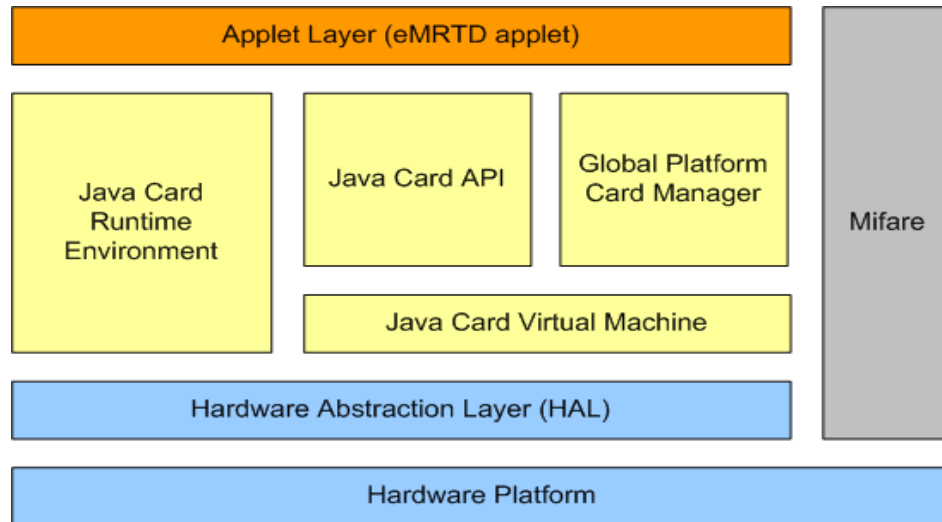 Applet Layer (eMRTD applet)
Java Card
Runtime
Environment
Java Card API
Global Platform
Card Manager
Mifare
Java Card Virtual Machine
Hardware Abstraction Layer (HAL)
Hardware Platform